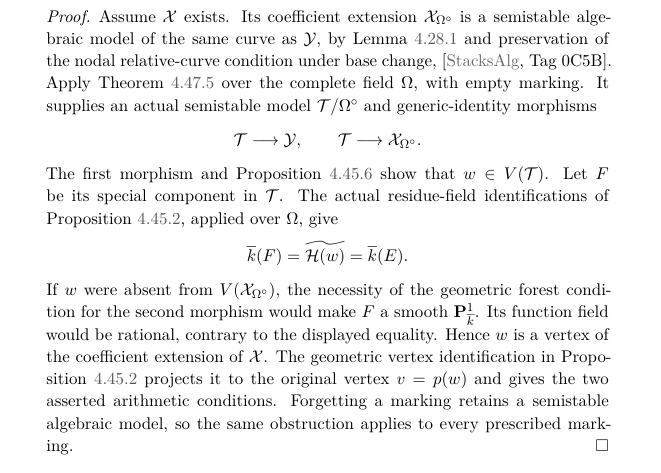 Proof. Assume 𝒳 exists. Its coefficient extension 𝒳_{Ω°} is a semistable alge-
braic model of the same curve as 𝒴, by Lemma 4.28.1 and preservation of
the nodal relative-curve condition under base change, [StacksAlg, Tag 0C5B].
Apply Theorem 4.47.5 over the complete field Ω, with empty marking. It
supplies an actual semistable model 𝒯/Ω° and generic-identity morphisms
𝒯 ⟶ 𝒴, 𝒯 ⟶ 𝒳_{Ω°}.
The first morphism and Proposition 4.45.6 show that w ∈ V(𝒯). Let F
be its special component in 𝒯. The actual residue-field identifications of
Proposition 4.45.2, applied over Ω, give
k̅(F) = \widetilde{ℋ(w)} = k̅(E).
If w were absent from V(𝒳_{Ω°}), the necessity of the geometric forest condi-
tion for the second morphism would make F a smooth 𝐏^1_{k̅}. Its function field
would be rational, contrary to the displayed equality. Hence w is a vertex of
the coefficient extension of 𝒳. The geometric vertex identification in Propo-
sition 4.45.2 projects it to the original vertex v = p(w) and gives the two
asserted arithmetic conditions. Forgetting a marking retains a semistable
algebraic model, so the same obstruction applies to every prescribed mark-
ing. □